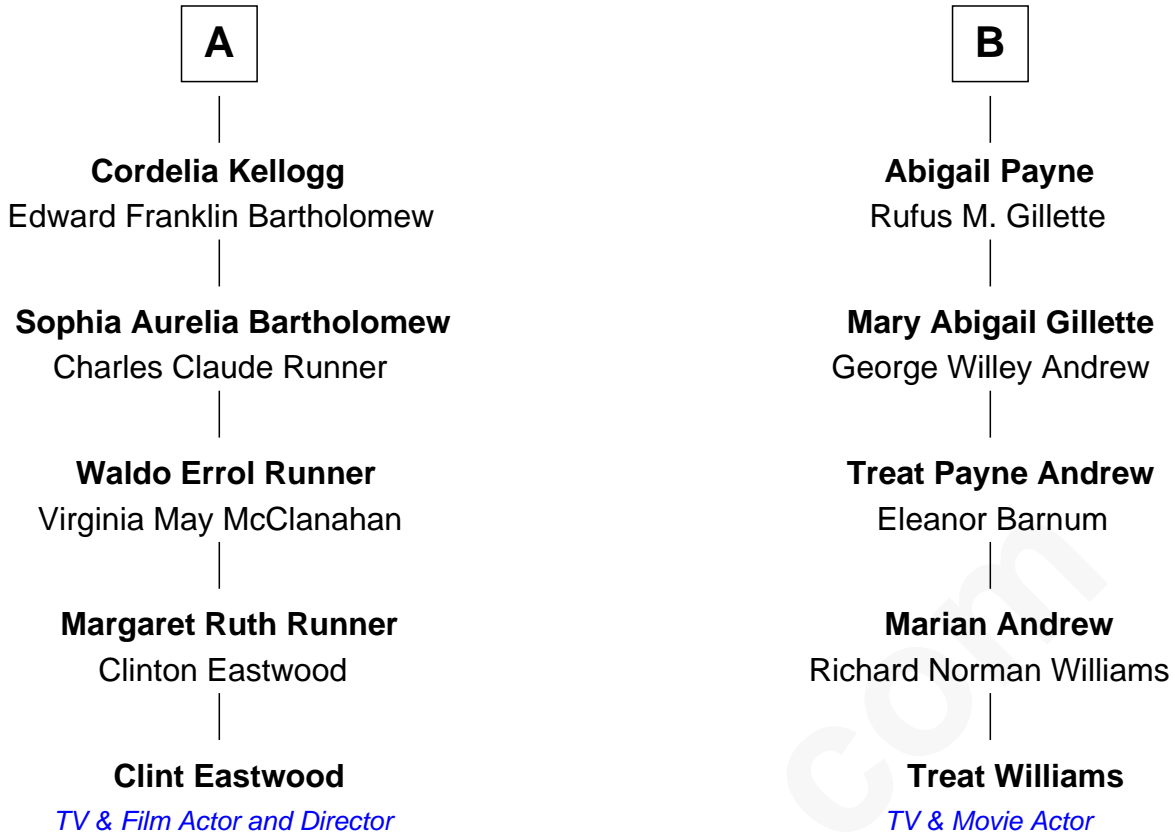 A
Cordelia Kellogg
Edward Franklin Bartholomew
Sophia Aurelia Bartholomew
Charles Claude Runner
Waldo Errol Runner
Virginia May McClanahan
Margaret Ruth Runner
Clinton Eastwood
Clint Eastwood
TV & Film Actor and Director
B
Abigail Payne
Rufus M. Gillette
Mary Abigail Gillette
George Willey Andrew
Treat Payne Andrew
Eleanor Barnum
Marian Andrew
Richard Norman Williams
Treat Williams
TV & Movie Actor
com